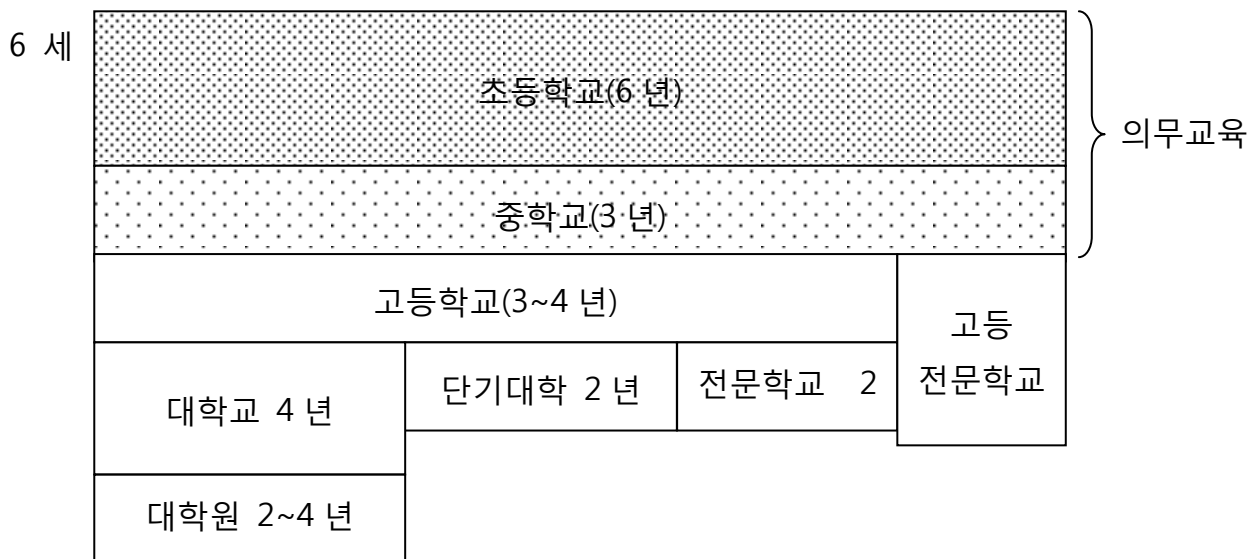 6 세
초등학교(6 년)
의무교육
중학교(3 년)
고등학교(3~4 년)
고등
전문학교
대학교 4 년
단기대학 2 년
전문학교 2
대학원 2~4 년